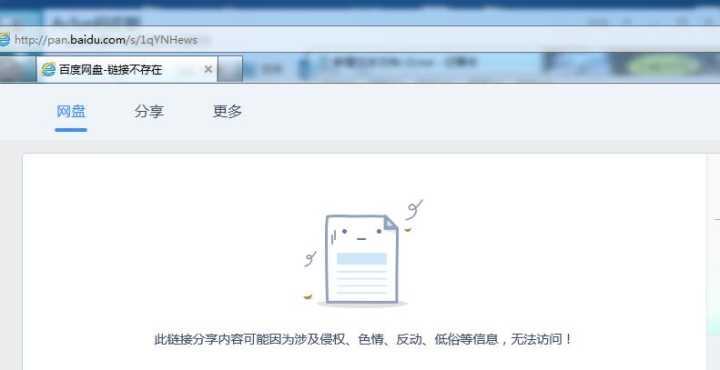 http://pan.baidu.com/s/1qYNHews
百度网盘-链接不存在
网盘 分享 更多
此链接分享内容可能因为涉及侵权、色情、反动、低俗等信息，无法访问！